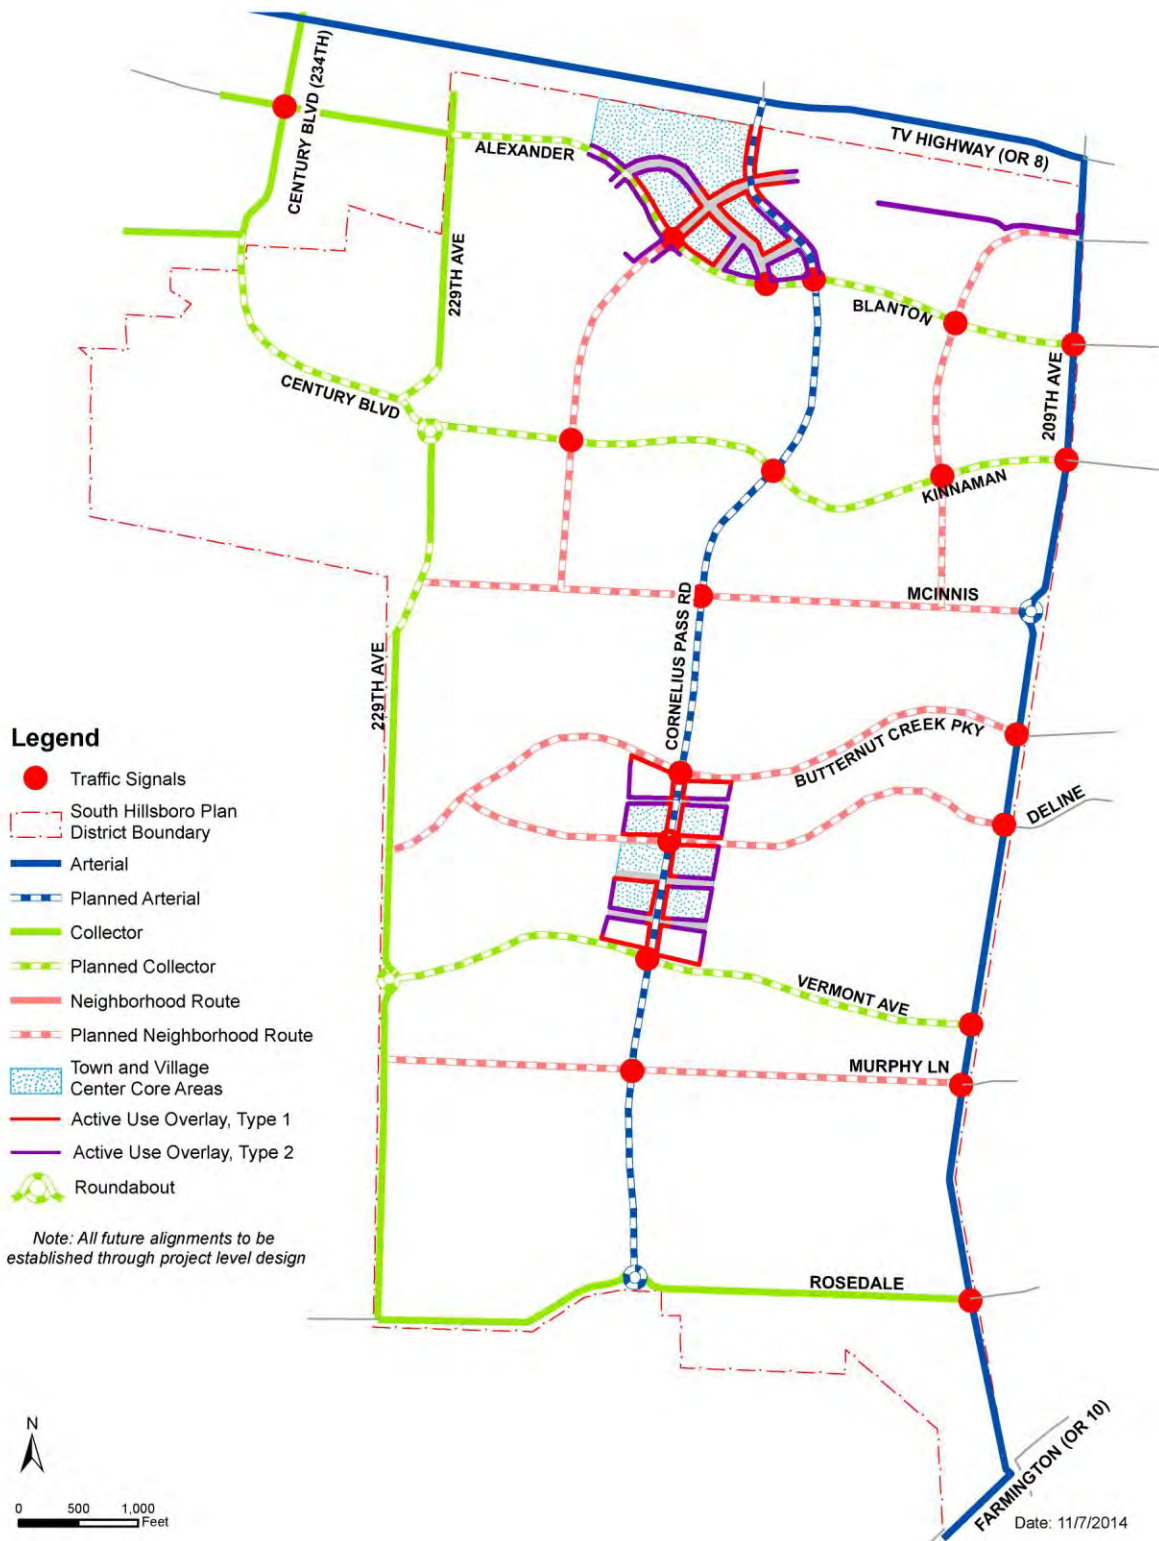 CENTURY BLVD (234TH)
TV HIGHWAY (OR 8)
ALEXANDER
229TH AVE
BLANTON
209TH AVE
CENTURY BLVD
KINNAMAN
MCINNIS
CORNELIUS PASS RD
229TH AVE
BUTTERNUT CREEK PKY
DELINE
VERMONT AVE
MURPHY LN
ROSEDALE
FARMINGTON (OR 10)
Legend
Traffic Signals
South Hillsboro Plan
District Boundary
Arterial
Planned Arterial
Collector
Planned Collector
Neighborhood Route
Planned Neighborhood Route
Town and Village
Center Core Areas
Active Use Overlay, Type 1
Active Use Overlay, Type 2
Roundabout
Note: All future alignments to be
established through project level design
N
0 500 1,000
Feet
Date: 11/7/2014